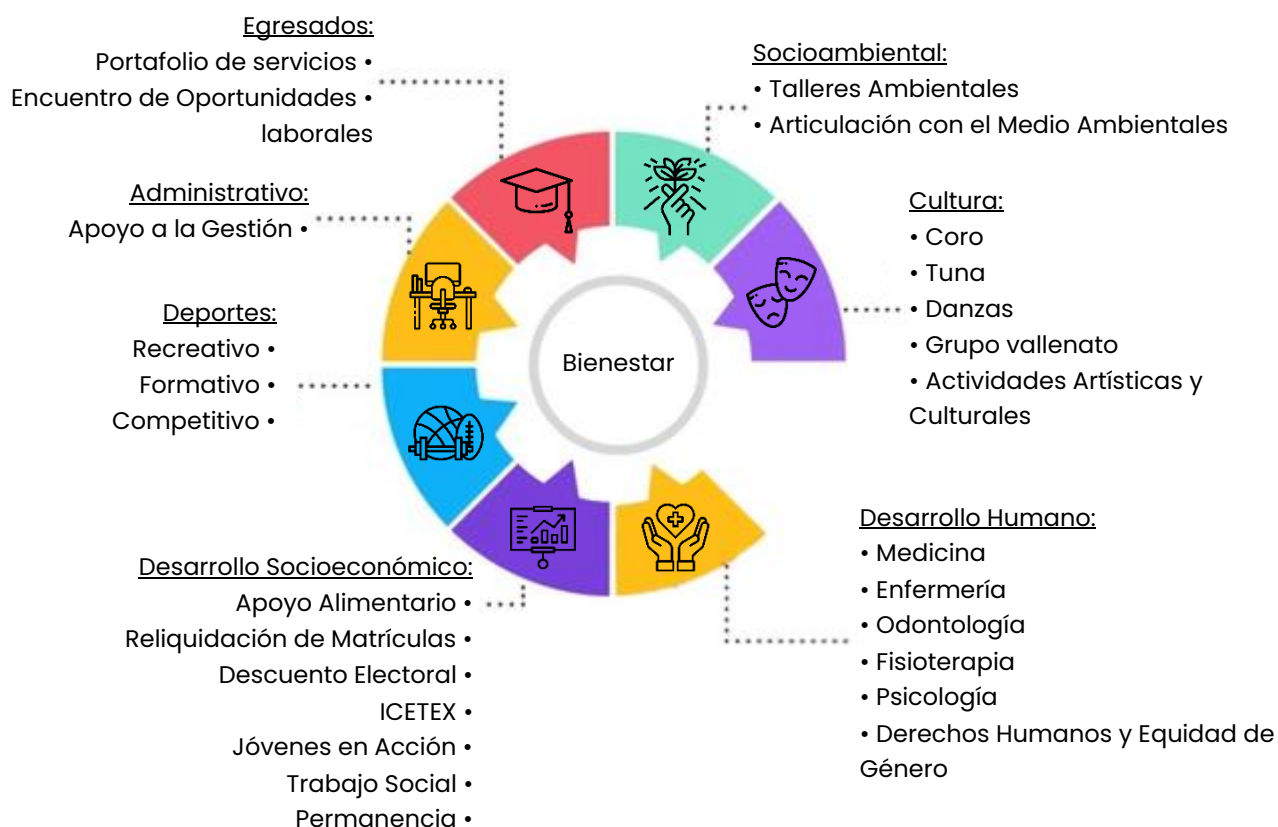 Egresados:
Portafolio de servicios •
Encuentro de Oportunidades •
laborales
Socioambiental:
• Talleres Ambientales
• Articulación con el Medio Ambientales
Administrativo:
Apoyo a la Gestión •
Cultura:
• Coro
• Tuna
• Danzas
• Grupo vallenato
• Actividades Artísticas y
Culturales
Deportes:
Recreativo •
Formativo •
Competitivo •
Bienestar
Desarrollo Socioeconómico:
Apoyo Alimentario •
Reliquidación de Matrículas •
Descuento Electoral •
ICETEX •
Jóvenes en Acción •
Trabajo Social •
Permanencia •
Desarrollo Humano:
• Medicina
• Enfermería
• Odontología
• Fisioterapia
• Psicología
• Derechos Humanos y Equidad de
Género